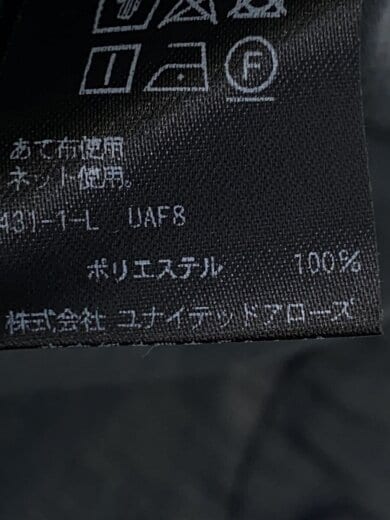 F
あて布使用
ネット使用。
431-1-L UAF8
ポリエステル 100%
株式会社 ユナイテッドアローズ